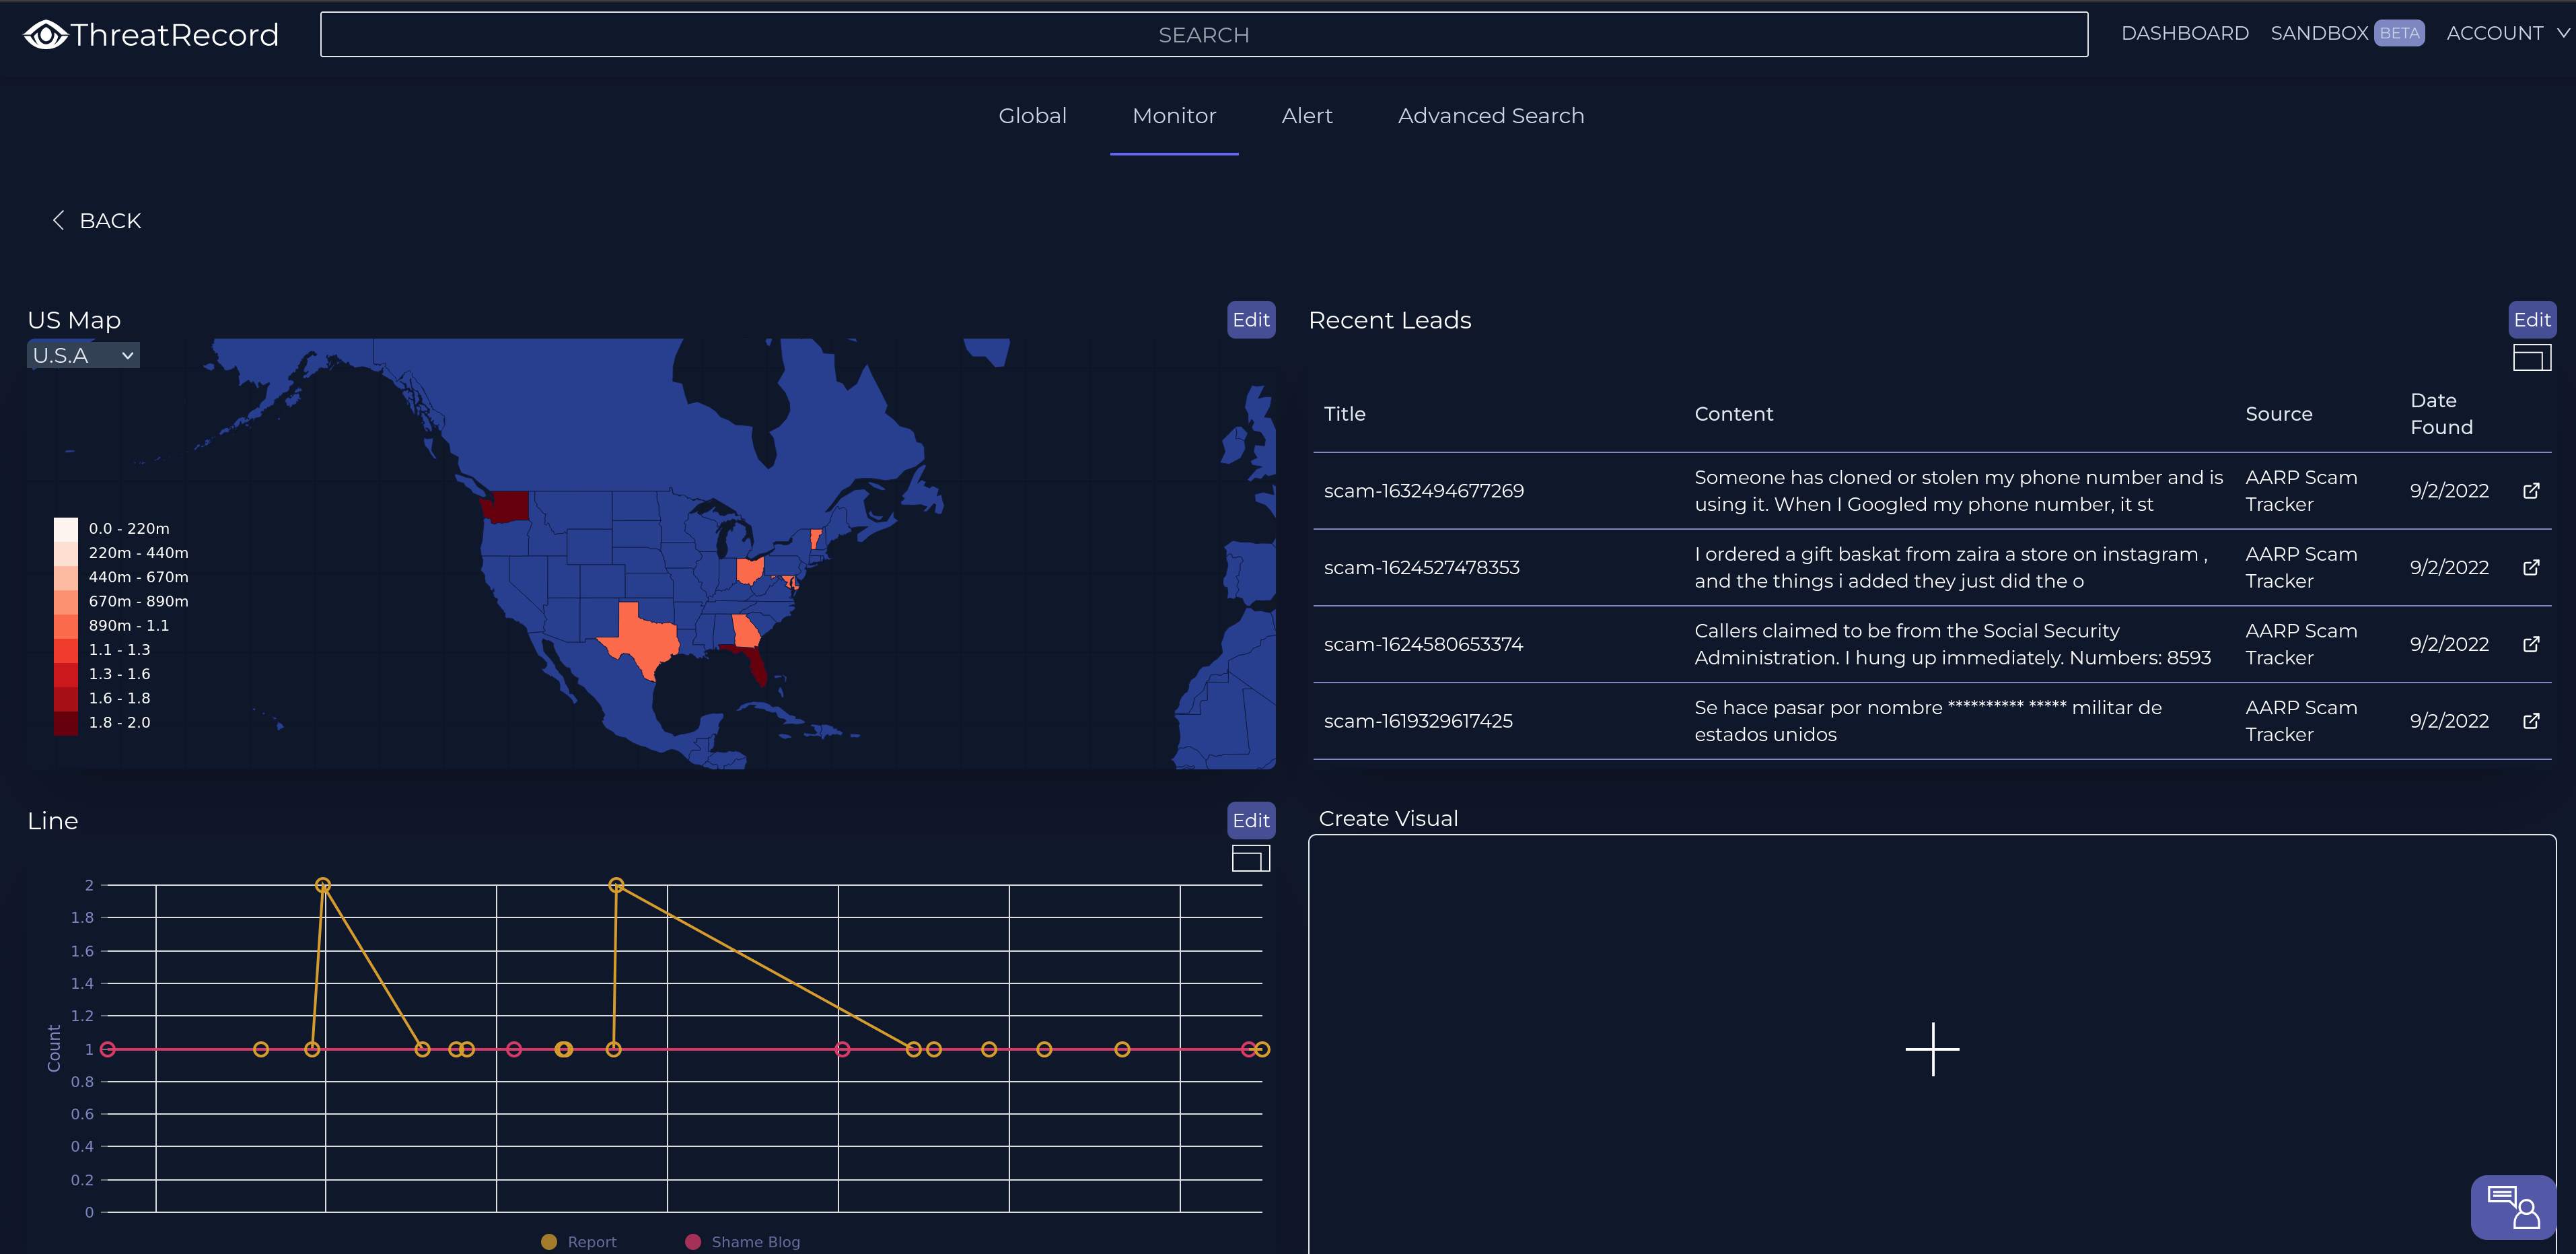 ThreatRecord
SEARCH
DASHBOARD
SANDBOX BETA
ACCOUNT
Global
Monitor
Alert
Advanced Search
BACK
US Map
Edit
U.S.A
0.0 - 220m
220m - 440m
440m - 670m
670m - 890m
890m - 1.1
1.1 - 1.3
1.3 - 1.6
1.6 - 1.8
1.8 - 2.0
Recent Leads
Edit
Title
Content
Source
Date
Found
scam-1632494677269
Someone has cloned or stolen my phone number and is
using it. When I Googled my phone number, it st
AARP Scam
Tracker
9/2/2022
scam-1624527478353
I ordered a gift baskat from zaira a store on instagram ,
and the things i added they just did the o
AARP Scam
Tracker
9/2/2022
scam-1624580653374
Callers claimed to be from the Social Security
Administration. I hung up immediately. Numbers: 8593
AARP Scam
Tracker
9/2/2022
scam-1619329617425
Se hace pasar por nombre ********** ***** militar de
estados unidos
AARP Scam
Tracker
9/2/2022
Line
Edit
2
1.8
1.6
1.4
1.2
1
0.8
0.6
0.4
0.2
0
Count
Report
Shame Blog
Create Visual